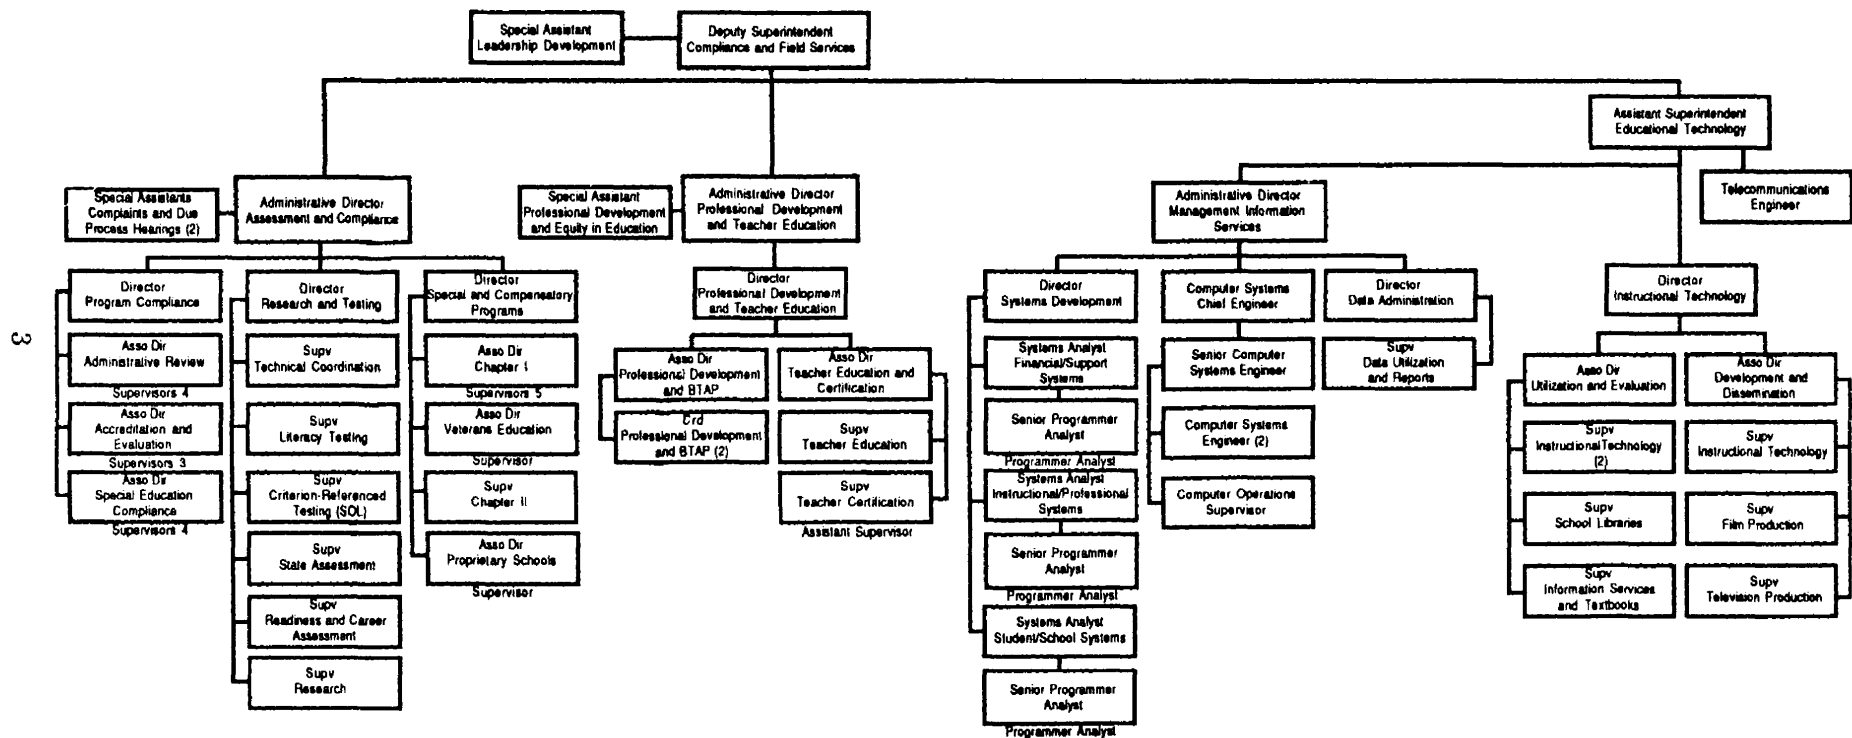 Special Assistant
Leadership Development
Deputy Superintendent
Compliance and Field Services
Assistant Superintendent
Educational Technology
Telecommunications
Engineer
Special Assistants
Complaints and Due
Process Hearings (2)
Administrative Director
Assessment and Compliance
Special Assistant
Professional Development
and Equity in Education
Administrative Director
Professional Development
and Teacher Education
Administrative Director
Management Information
Services
Director
Program Compliance
Asso Dir
Administrative Review
Supervisors 4
Asso Dir
Accreditation and
Evaluation
Supervisors 3
Asso Dir
Special Education
Compliance
Supervisors 4
Director
Research and Testing
Supv
Technical Coordination
Supv
Literacy Testing
Supv
Criterion-Referenced
Testing (SOL)
Supv
State Assessment
Supv
Readiness and Career
Assessment
Supv
Research
Director
Special and Compensatory
Programs
Asso Dir
Chapter I
Supervisors 5
Asso Dir
Veterans Education
Supervisor
Supv
Chapter II
Asso Dir
Proprietary Schools
Supervisor
Director
Professional Development
and Teacher Education
Asso Dir
Professional Development
and BTAP
Crd
Professional Development
and BTAP (2)
Asso Dir
Teacher Education and
Certification
Supv
Teacher Education
Supv
Teacher Certification
Assistant Supervisor
Director
Systems Development
Systems Analyst
Financial/Support
Systems
Senior Programmer
Analyst
Programmer Analyst
Systems Analyst
Instructional/Professional
Systems
Senior Programmer
Analyst
Programmer Analyst
Systems Analyst
Student/School Systems
Senior Programmer
Analyst
Programmer Analyst
Computer Systems
Chief Engineer
Senior Computer
Systems Engineer
Computer Systems
Engineer (2)
Computer Operations
Supervisor
Director
Data Administration
Supv
Data Utilization
and Reports
Director
Instructional Technology
Asso Dir
Utilization and Evaluation
Supv
Instructional Technology
(2)
Supv
School Libraries
Supv
Information Services
and Textbooks
Asso Dir
Development and
Dissemination
Supv
Instructional Technology
Supv
Film Production
Supv
Television Production
3